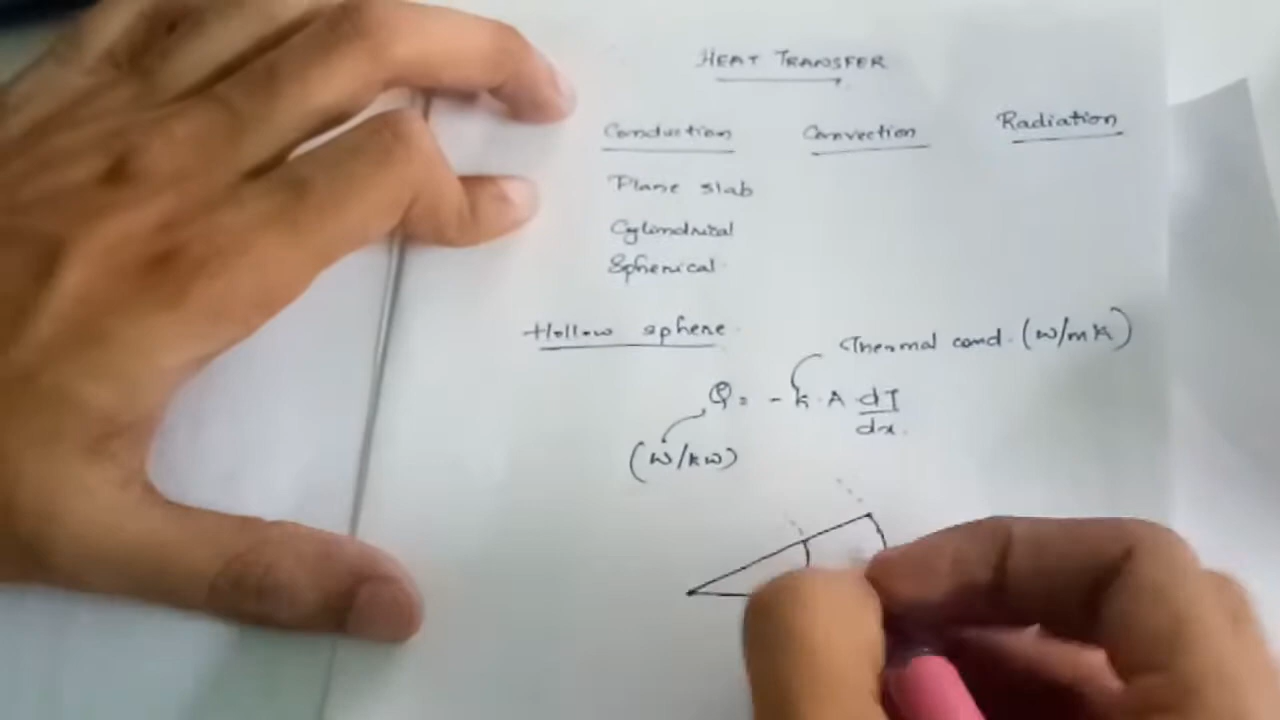 HEAT TRANSFER
Conduction Convection Radiation
Plane slab
Cylindrical
Spherical
Hollow sphere
Thermal cond. (W/mK)
Q = -k.A dT/dx.
(W/kW)